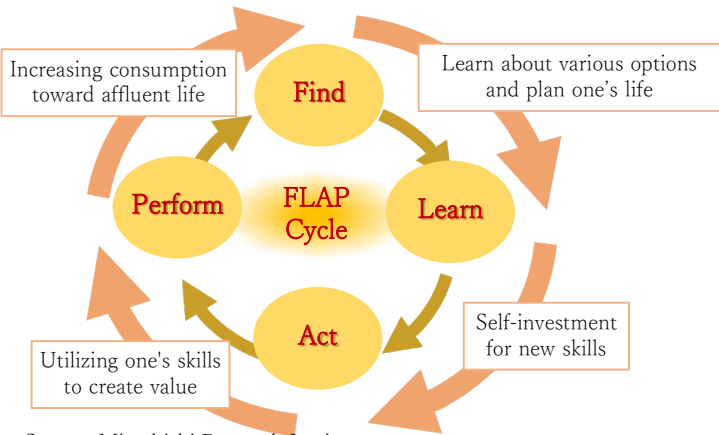 Increasing consumption
toward affluent life
Find
Learn about various options
and plan one’s life
Perform
FLAP
Cycle
Learn
Act
Self-investment
for new skills
Utilizing one's skills
to create value